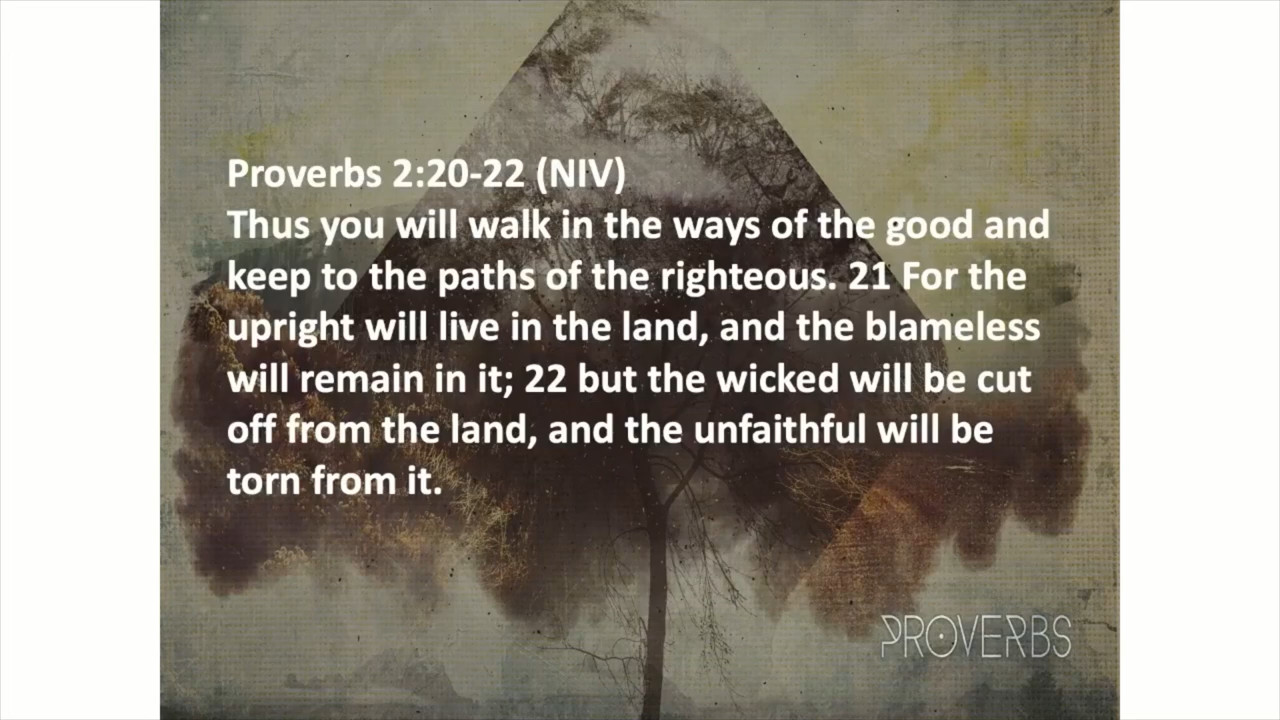 Proverbs 2:20-22 (NIV)
Thus you will walk in the ways of the good and
keep to the paths of the righteous. 21 For the
upright will live in the land, and the blameless
will remain in it; 22 but the wicked will be cut
off from the land, and the unfaithful will be
torn from it.
PROVERBS